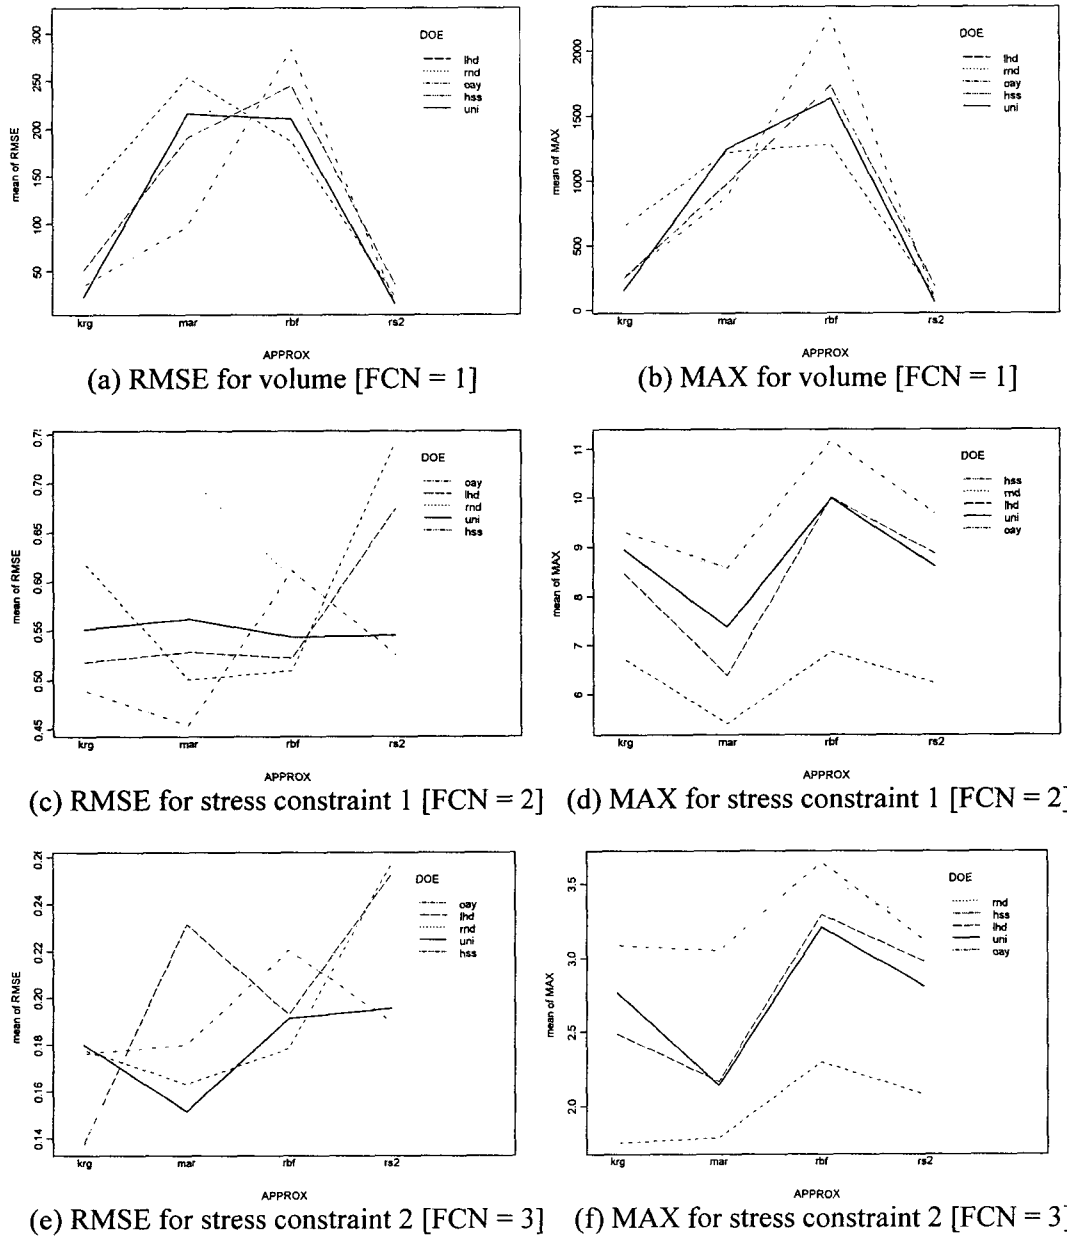 DOE
lhd
rnd
oay
hss
uni
mean of RMSE
300
250
200
150
100
50
krg mar rbf rs2
APPROX
(a) RMSE for volume [FCN = 1]
DOE
lhd
rnd
oay
hss
uni
mean of MAX
2000
1500
1000
500
0
krg mar rbf rs2
APPROX
(b) MAX for volume [FCN = 1]
DOE
oay
lhd
rnd
uni
hss
mean of RMSE
0.75
0.70
0.65
0.60
0.55
0.50
0.45
krg mar rbf rs2
APPROX
(c) RMSE for stress constraint 1 [FCN = 2]
DOE
hss
rnd
lhd
uni
oay
mean of MAX
11
10
9
8
7
6
krg mar rbf rs2
APPROX
(d) MAX for stress constraint 1 [FCN = 2]
DOE
oay
lhd
rnd
uni
hss
mean of RMSE
0.26
0.24
0.22
0.20
0.18
0.16
0.14
krg mar rbf rs2
APPROX
(e) RMSE for stress constraint 2 [FCN = 3]
DOE
rnd
hss
lhd
uni
oay
mean of MAX
3.5
3.0
2.5
2.0
krg mar rbf rs2
APPROX
(f) MAX for stress constraint 2 [FCN = 3]